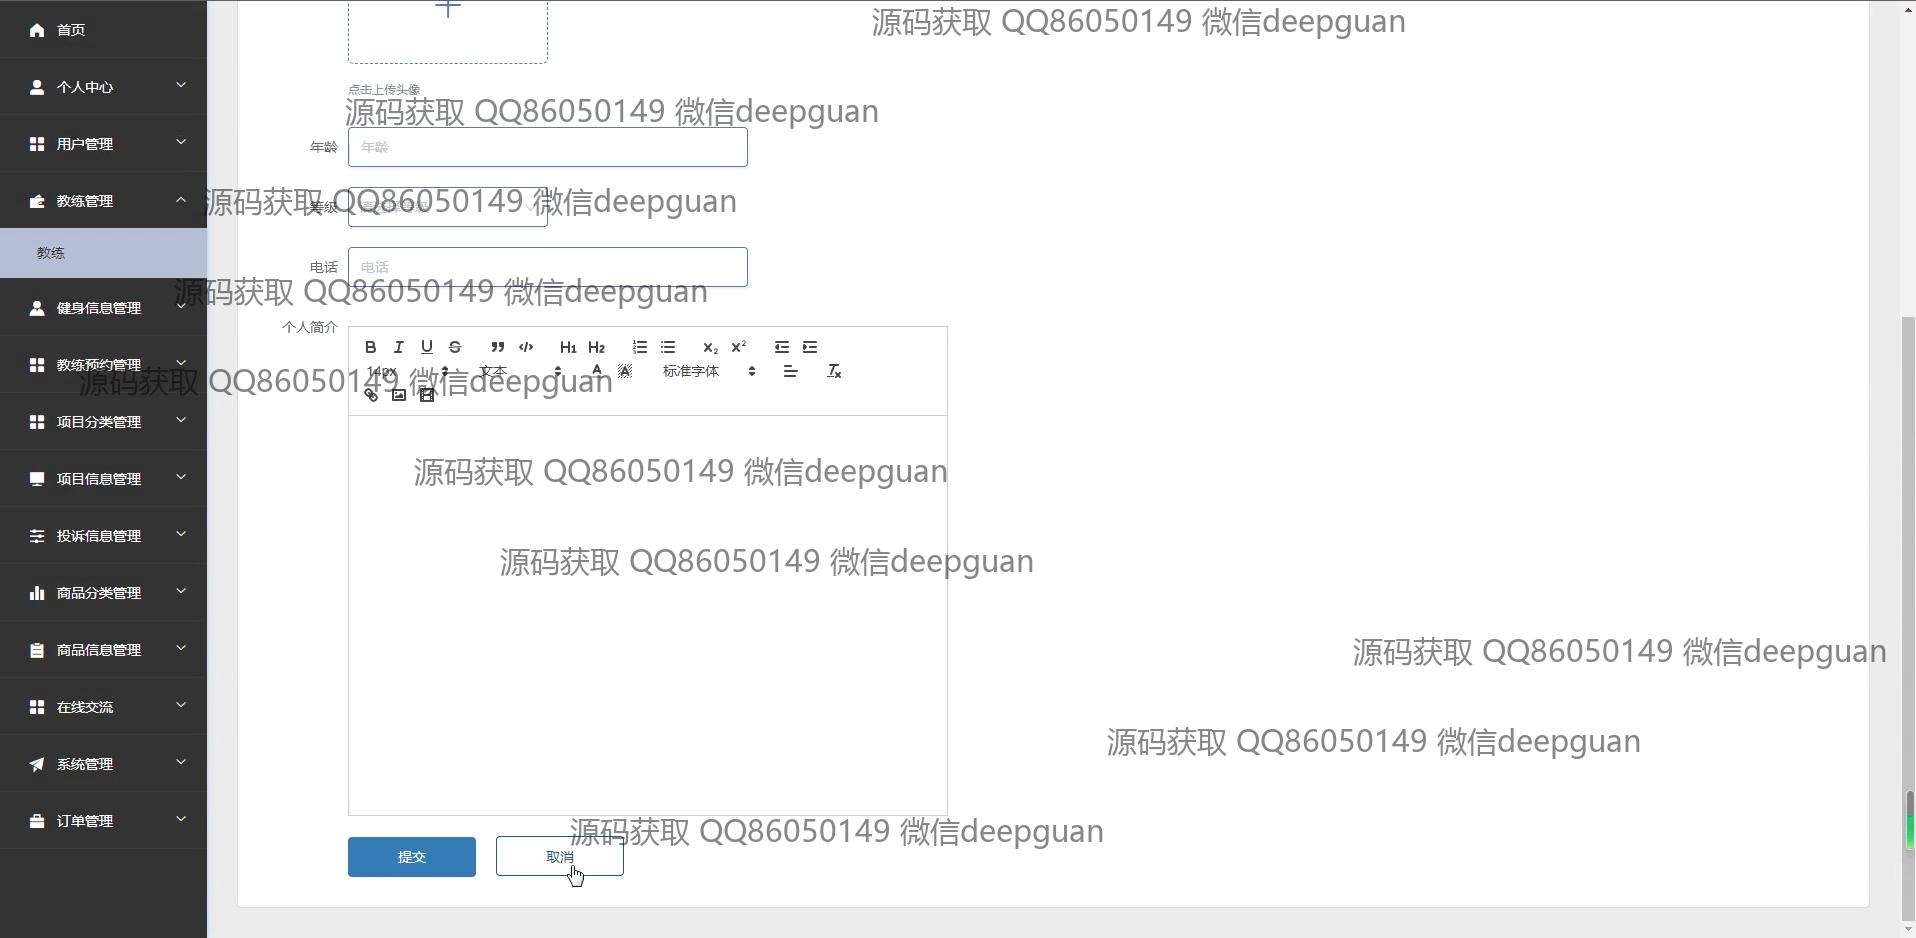 首页
个人中心
用户管理
教练管理
教练
健身信息管理
教练预约管理
项目分类管理
项目信息管理
投诉信息管理
商品分类管理
商品信息管理
在线交流
系统管理
订单管理
源码获取 QQ86050149 微信deepguan
点击上传头像
源码获取 QQ86050149 微信deepguan
年龄 年龄
源码获取 QQ86050149 微信deepguan
等级 请选择等级
电话 电话
源码获取 QQ86050149 微信deepguan
个人简介
B I U S H1 H2 X₂ X²
14px 文本 A A 标准字体 Tx
源码获取 QQ86050149 微信deepguan
源码获取 QQ86050149 微信deepguan
源码获取 QQ86050149 微信deepguan
源码获取 QQ86050149 微信deepguan
源码获取 QQ86050149 微信deepguan
源码获取 QQ86050149 微信deepguan
提交 取消